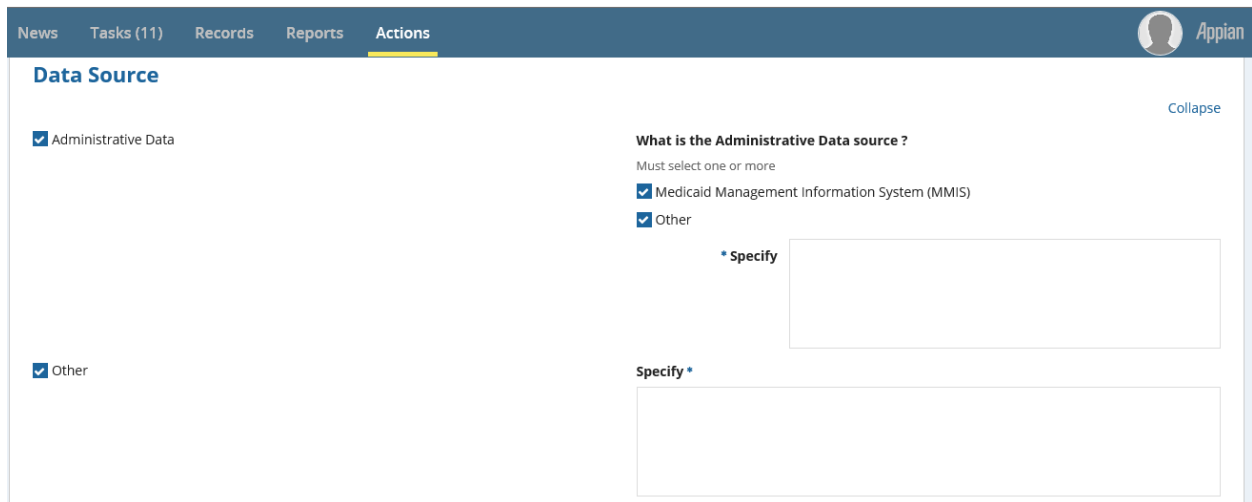 News Tasks (11) Records Reports Actions Appian
Data Source
Collapse
Administrative Data
What is the Administrative Data source ?
Must select one or more
Medicaid Management Information System (MMIS)
Other
* Specify
Other
Specify *